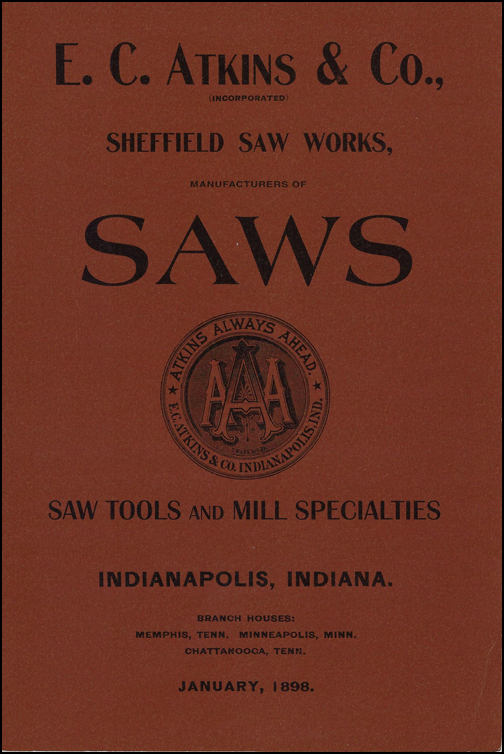 E. C. ATKINS & CO.,
(INCORPORATED)
SHEFFIELD SAW WORKS,
MANUFACTURERS OF
SAWS
ATKINS ALWAYS AHEAD.
AAA
E.C. ATKINS & CO. INDIANAPOLIS, IND.
SAW TOOLS AND MILL SPECIALTIES
INDIANAPOLIS, INDIANA.
BRANCH HOUSES:
MEMPHIS, TENN. MINNEAPOLIS, MINN.
CHATTANOOGA, TENN.
JANUARY, 1898.